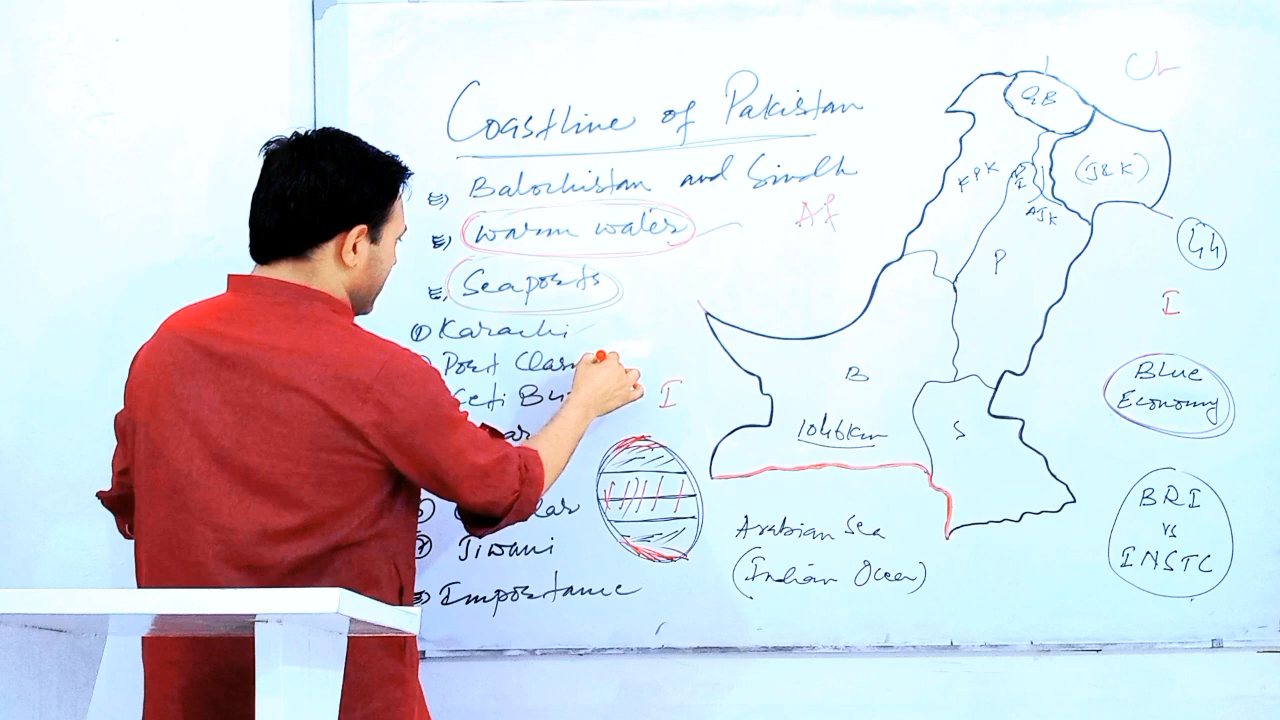 Coastline of Pakistan
Balochistan and Sindh
Warm water
Seaports
① Karachi
Port
Jiwani
Importance
I
Af
GB
KPK
(J&K)
AJK
P
B
S
1046km
Arabian Sea
(Indian Ocean)
I
Blue
Economy
BRI
vs
INSTC